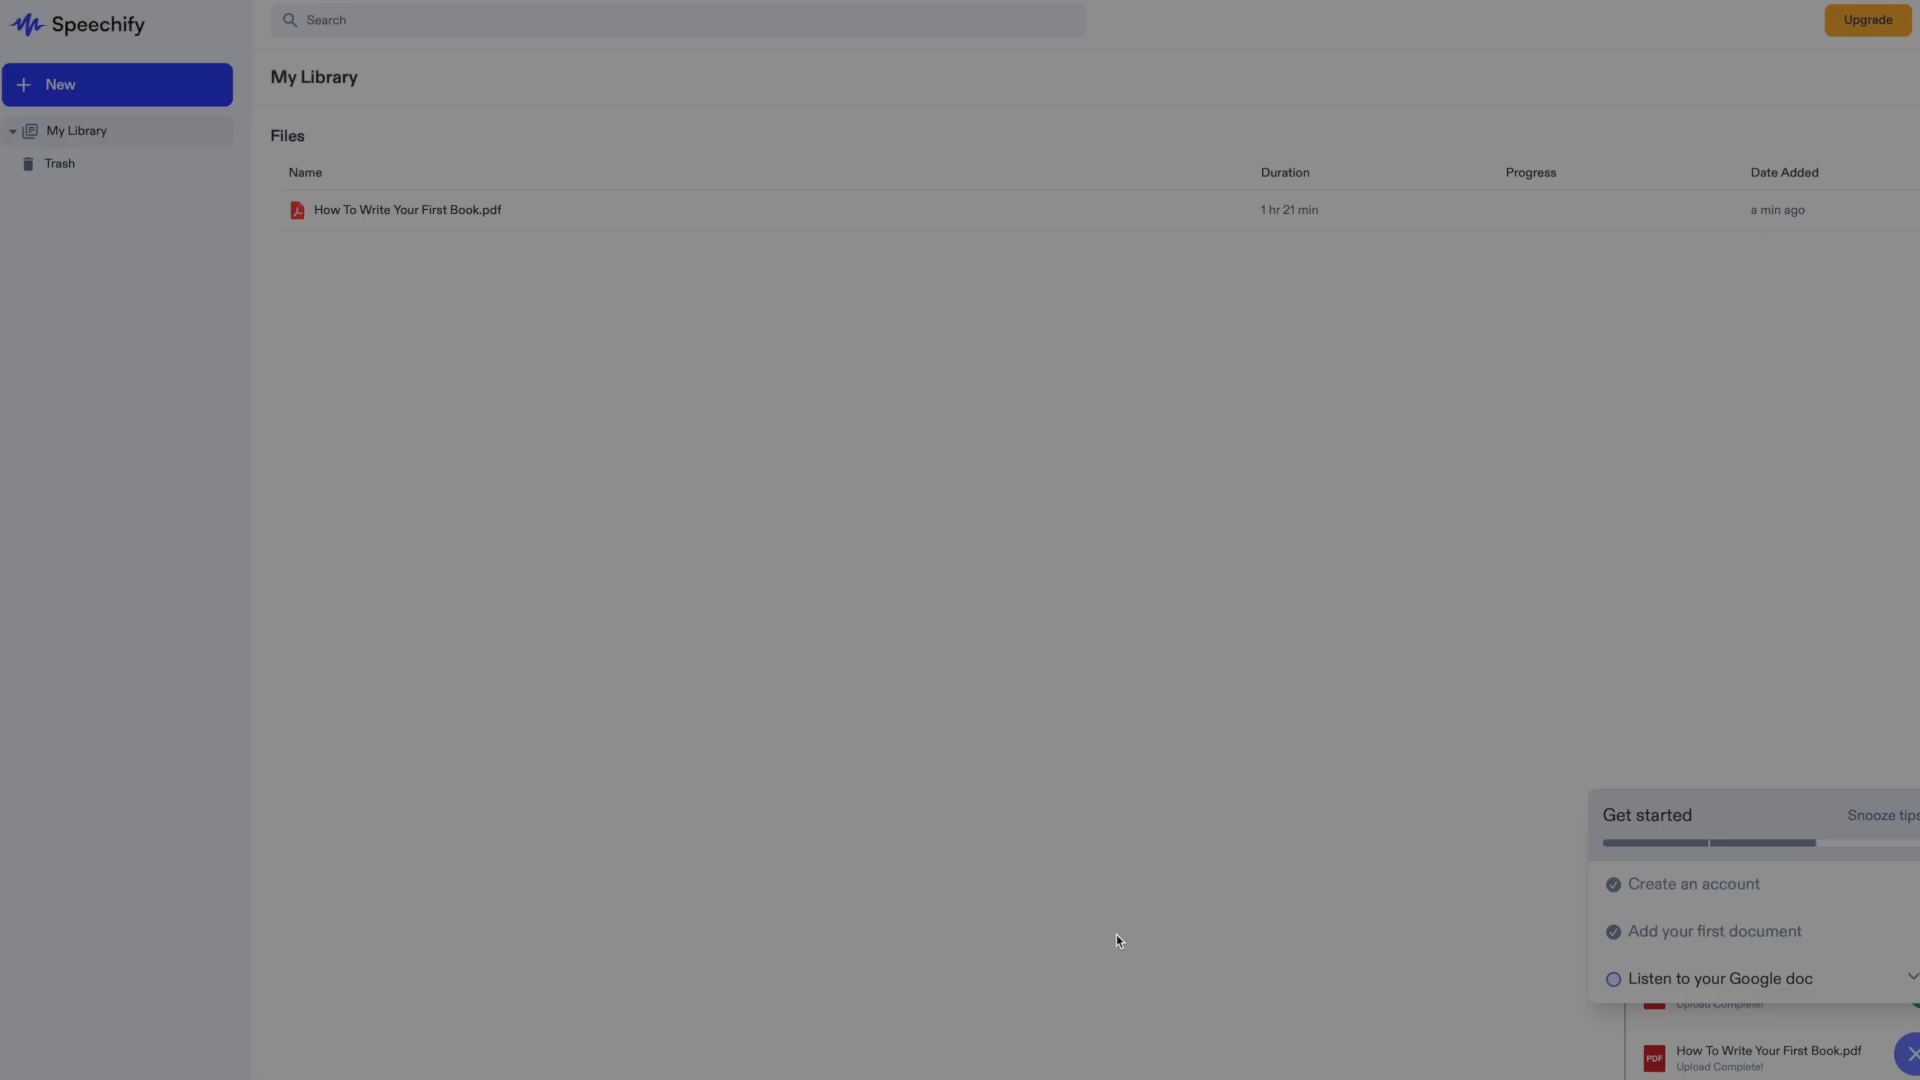 Speechify
Search
Upgrade
New
My Library
Trash
My Library
Files
Name
Duration
Progress
Date Added
How To Write Your First Book.pdf
1 hr 21 min
a min ago
Get started
Snooze tips
Create an account
Add your first document
Listen to your Google doc
Upload Complete!
PDF
How To Write Your First Book.pdf
Upload Complete!